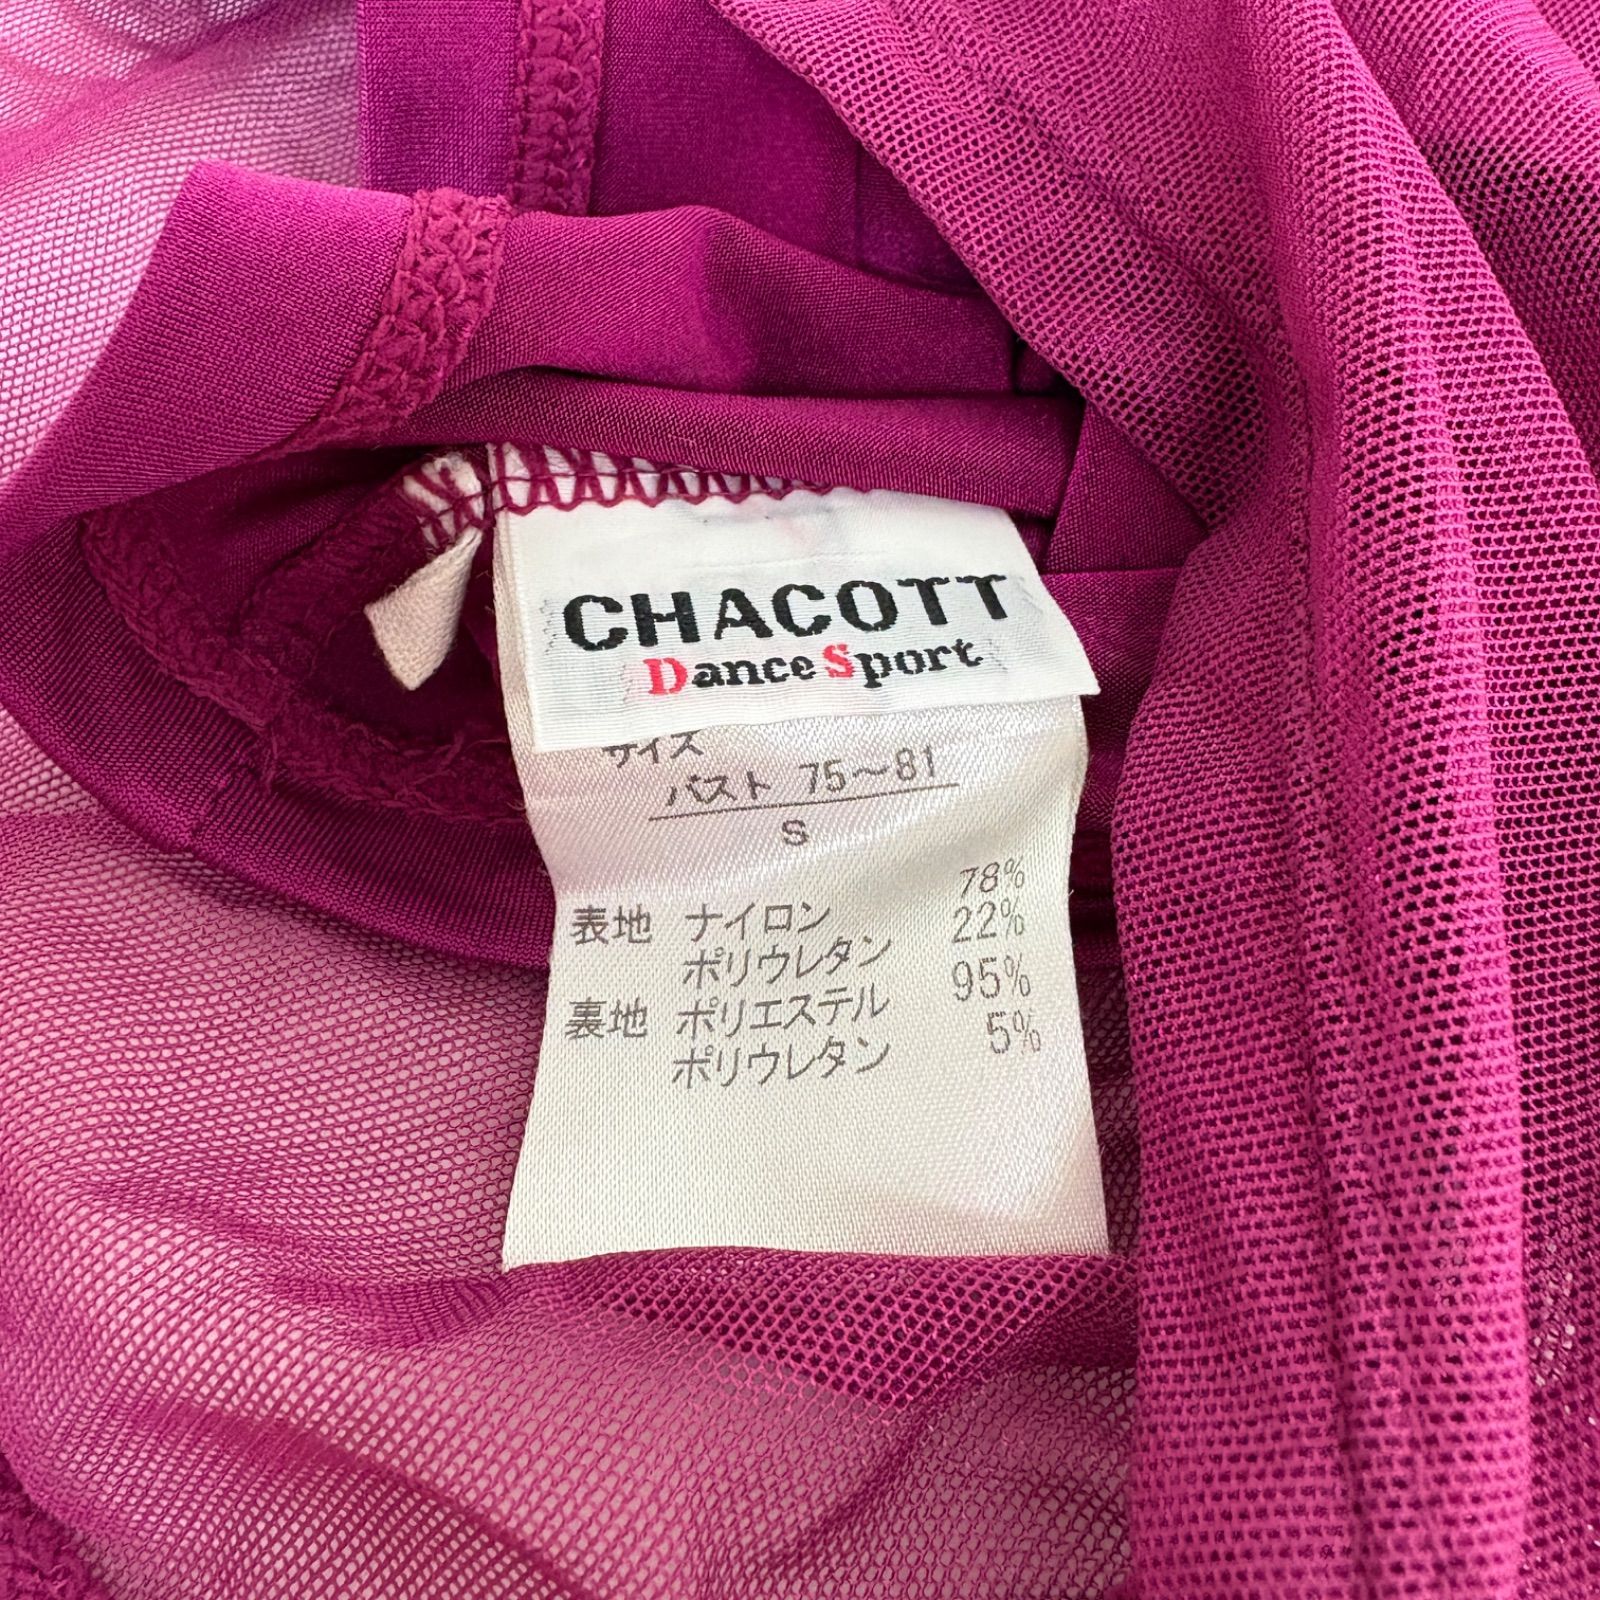 CHACOTT
Dance Sport
サイズ
バスト 75～81
S
78%
表地 ナイロン 22%
ポリウレタン 95%
裏地 ポリエステル 5%
ポリウレタン